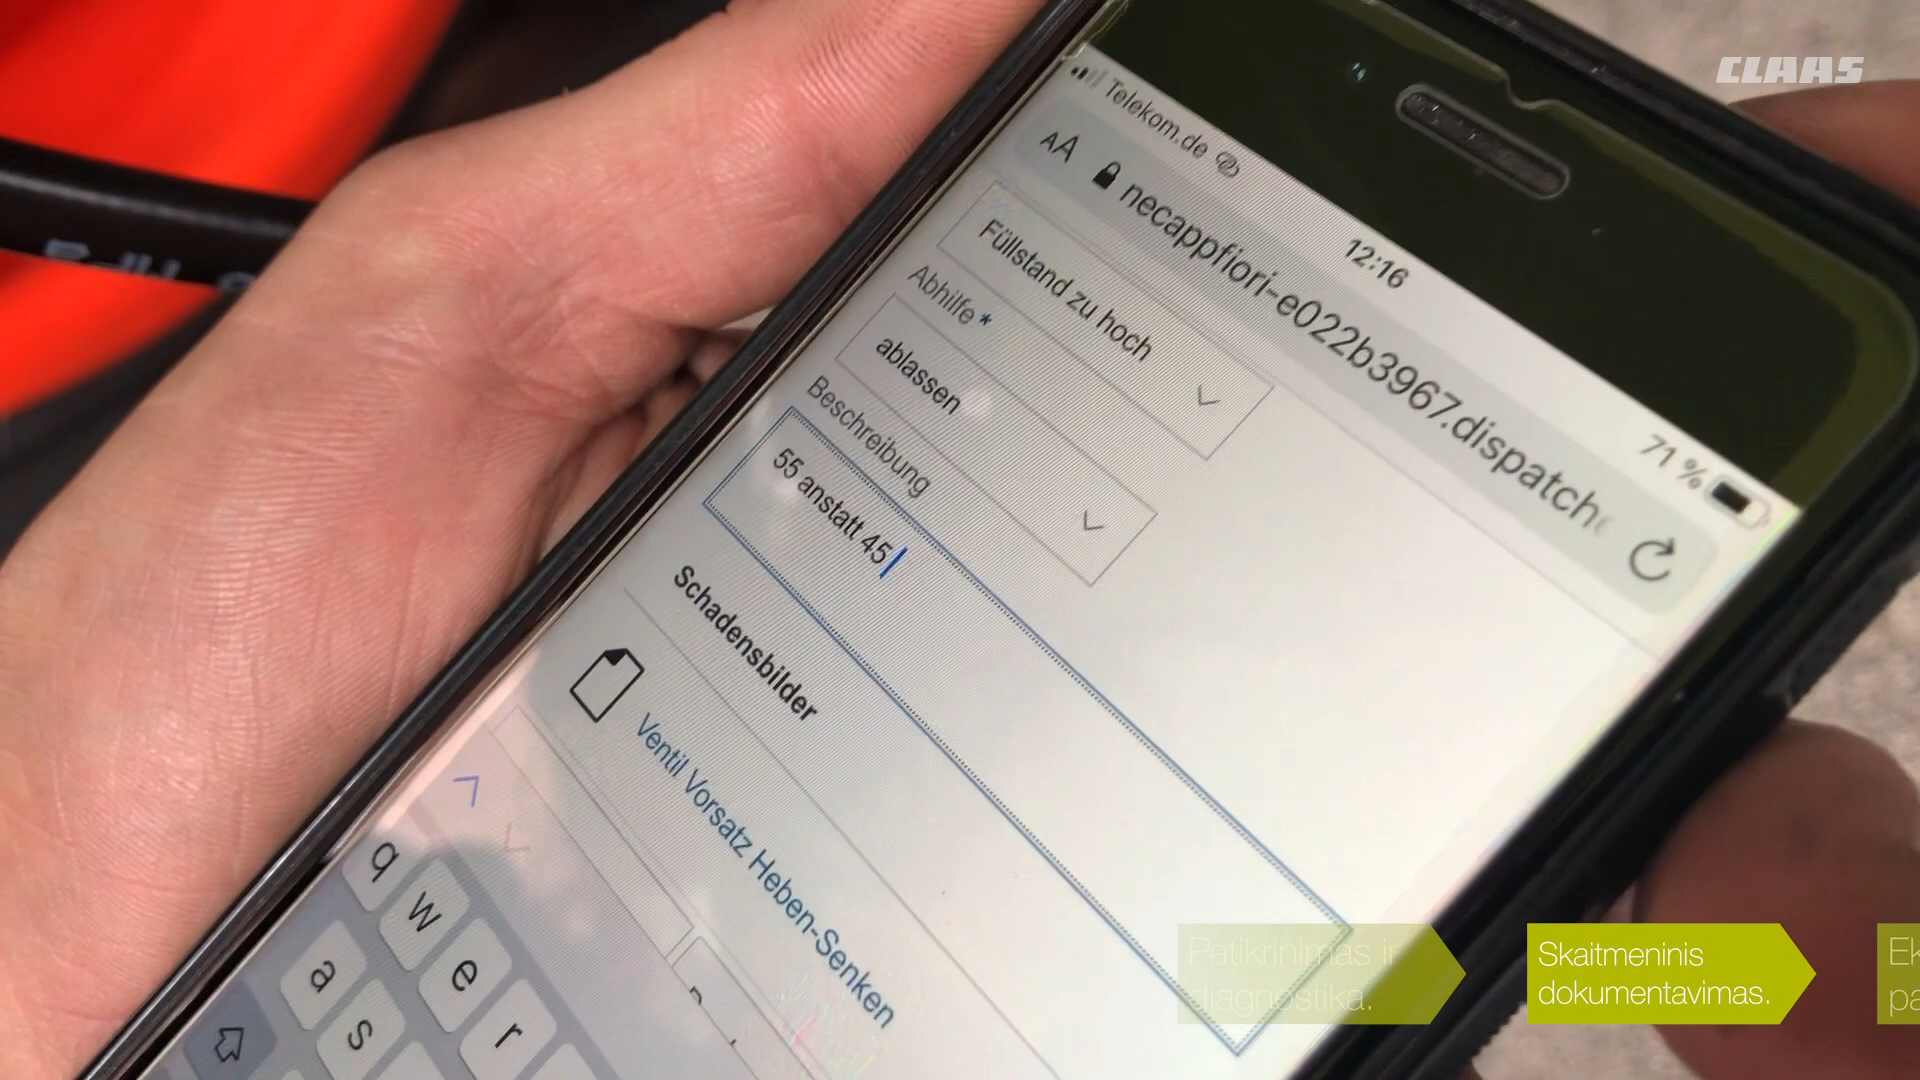 CLAAS
Telekom.de
12:16
71 %
AA
necappfiori-e022b3967.dispatch
Füllstand zu hoch
Abhilfe *
ablassen
Beschreibung
55 anstatt 45
Schadensbilder
Ventil Vorsatz Heben-Senken
q w e r
a s
Patikrinimas ir
diagnostika.
Skaitmeninis
dokumentavimas.